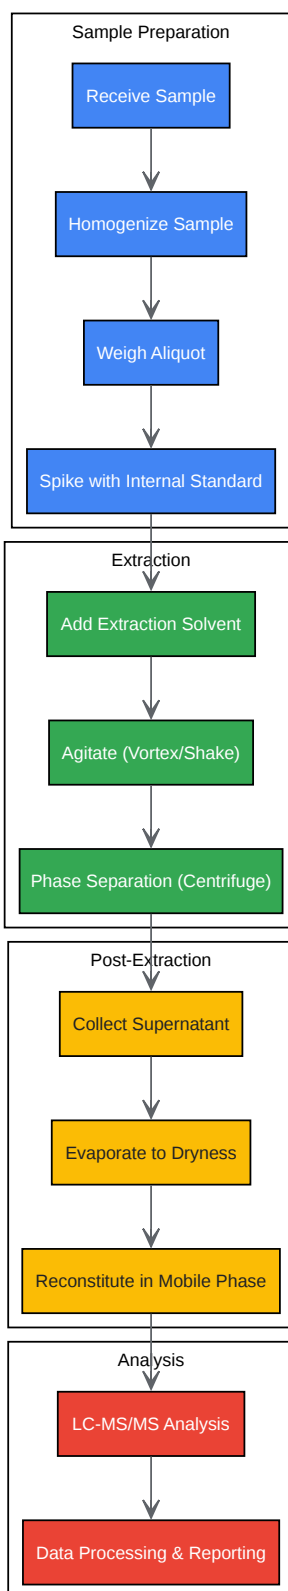 Sample Preparation
Receive Sample
Homogenize Sample
Weigh Aliquot
Spike with Internal Standard
Extraction
Add Extraction Solvent
Agitate (Vortex/Shake)
Phase Separation (Centrifuge)
Post-Extraction
Collect Supernatant
Evaporate to Dryness
Reconstitute in Mobile Phase
Analysis
LC-MS/MS Analysis
Data Processing & Reporting